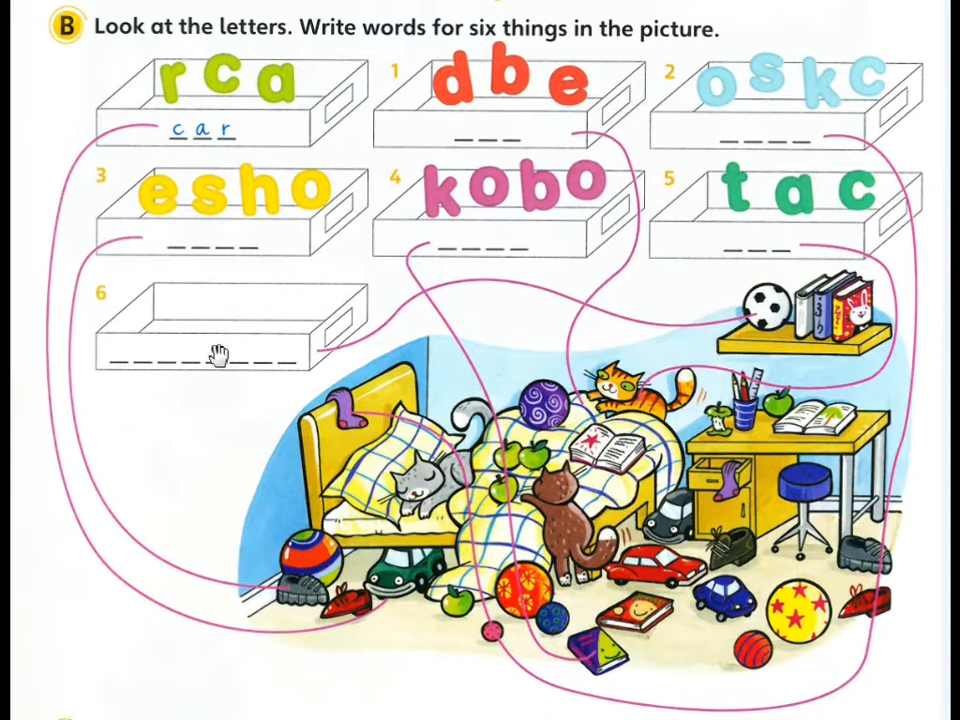 B Look at the letters. Write words for six things in the picture.
r c a 1 d b e 2 o s k c
c a r _ _ _ _ _ _ _
3 e s h o 4 k o b o 5 t a c
_ _ _ _ _ _ _ _ _ _ _
6
_ _ _ _ _ _ _ _